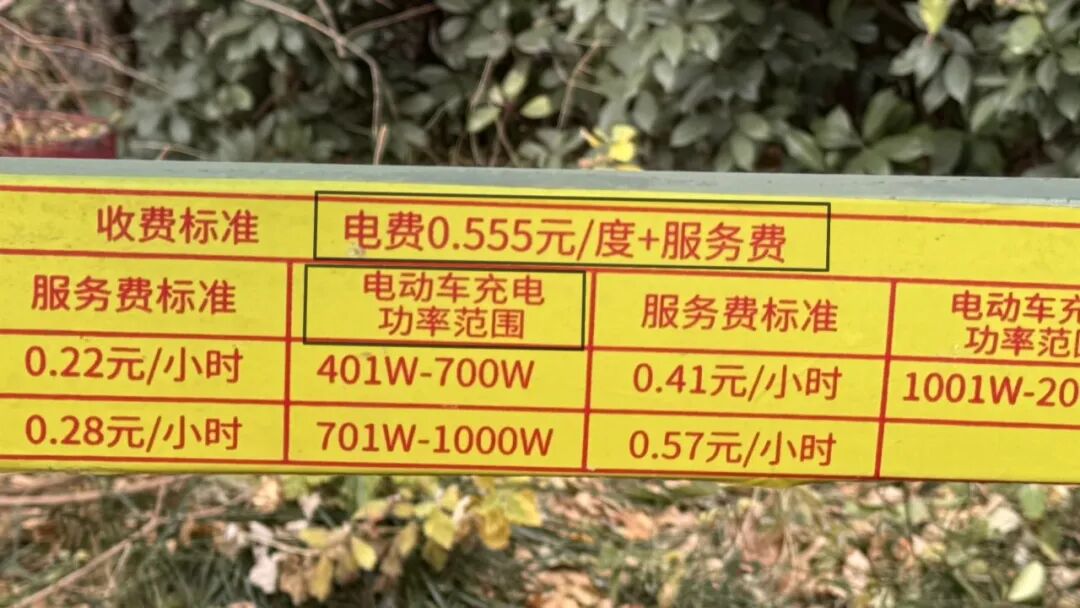 收费标准 电费0.555元/度+服务费
服务费标准 电动车充电 服务费标准 电动车充
功率范围 功率范围
0.22元/小时 401W-700W 0.41元/小时 1001W-20
0.28元/小时 701W-1000W 0.57元/小时